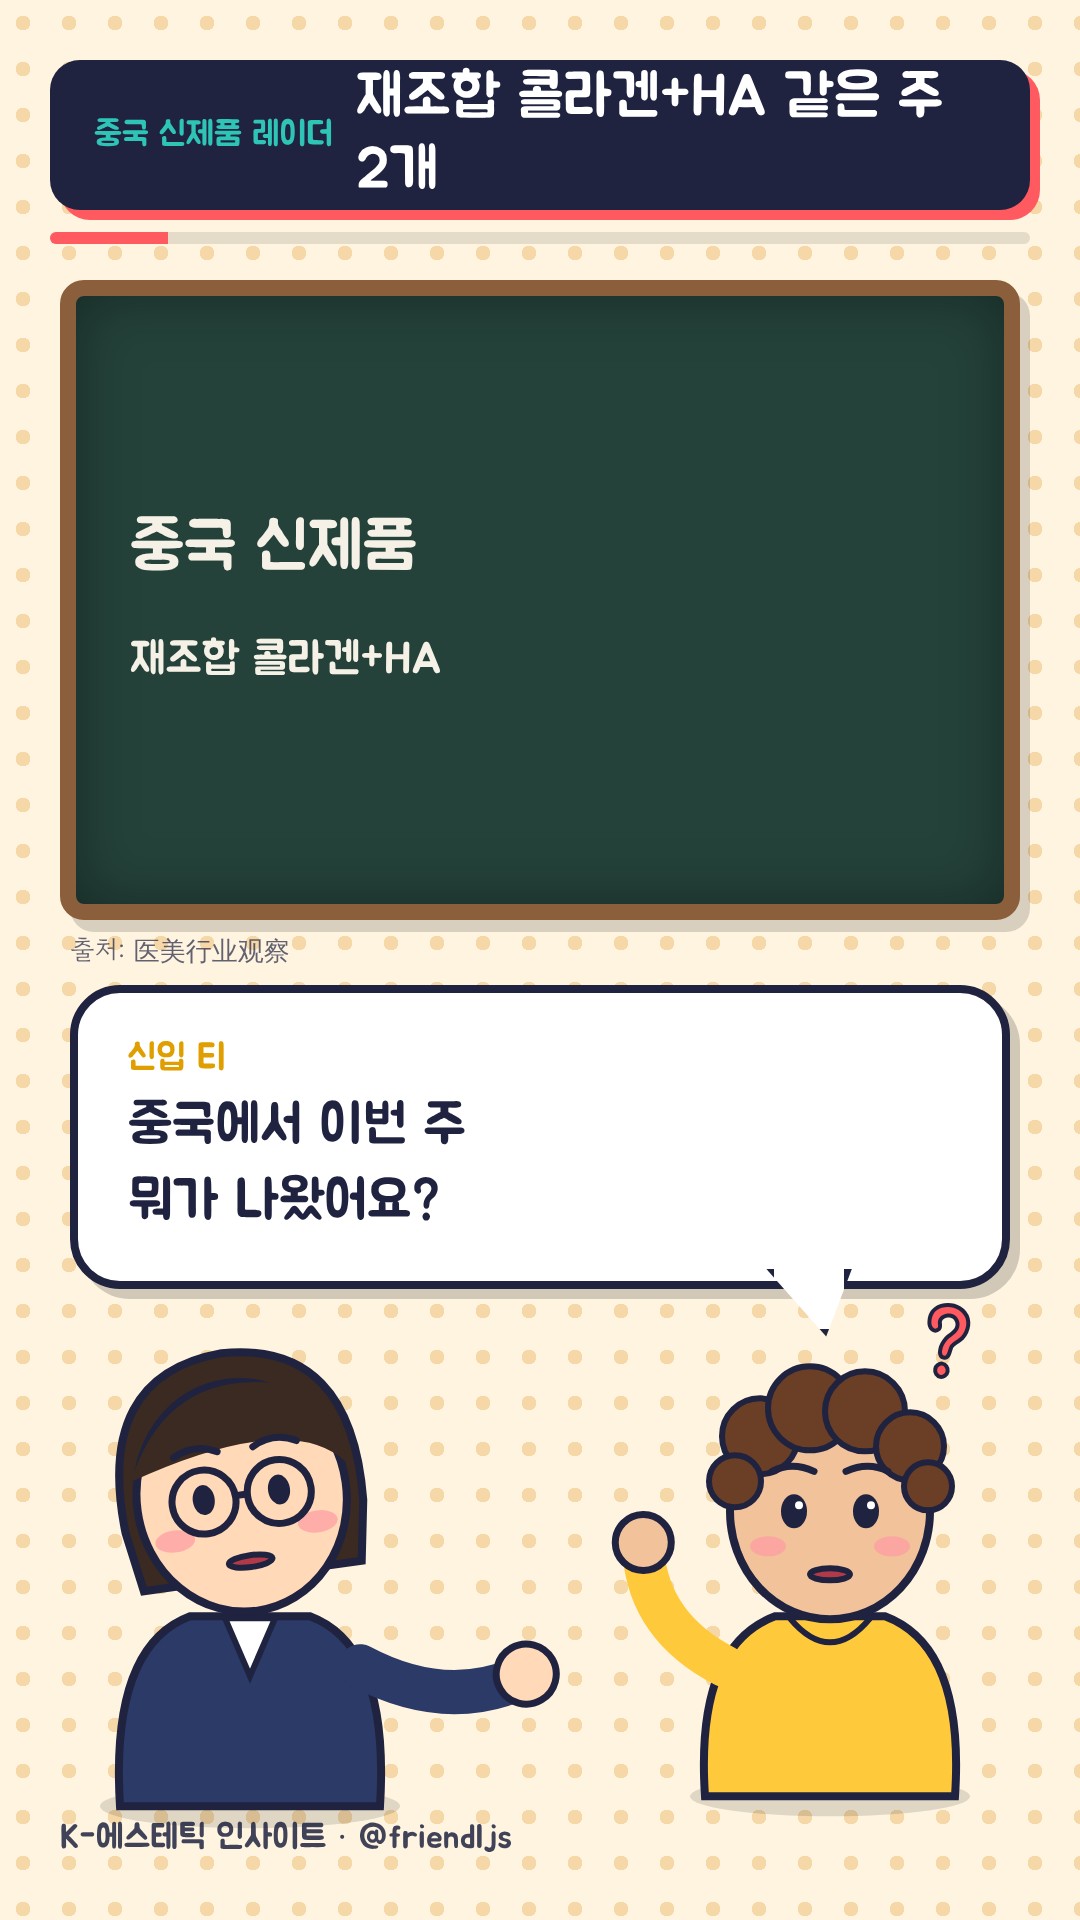 중국 신제품 레이더
재조합 콜라겐+HA 같은 주
2개
중국 신제품
재조합 콜라겐+HA
출처: 医美行业观察
신입 티
중국에서 이번 주
뭐가 나왔어요?
?
K-에스테틱 인사이트 · @friendljs